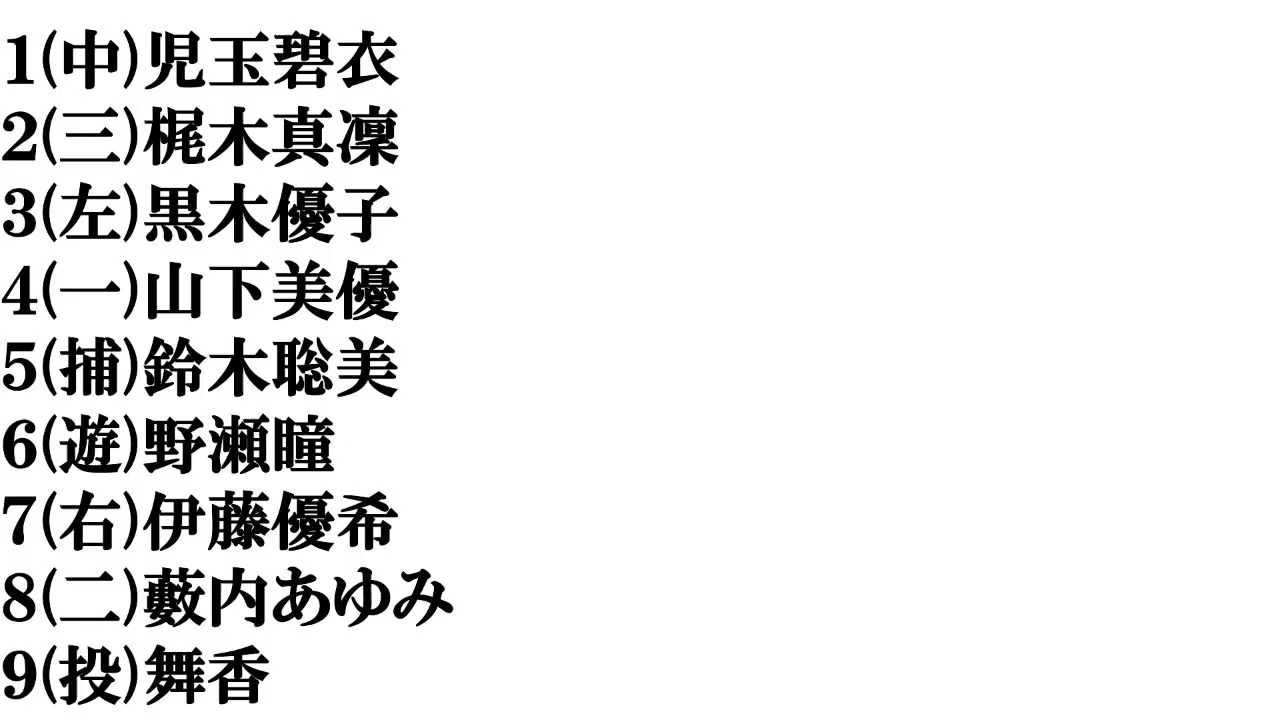 1(中)児玉碧衣
2(三)梶木真凜
3(左)黒木優子
4(一)山下美優
5(捕)鈴木聡美
6(遊)野瀬瞳
7(右)伊藤優希
8(二)藪内あゆみ
9(投)舞香